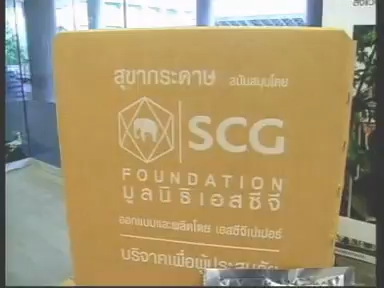 สุขากระดาษ สนับสนุนโดย
SCG
FOUNDATION
มูลนิธิเอสซีจี
ออกแบบและผลิตโดย เอสซีจีเปเปอร์
บริจาคเพื่อผู้ประสบภัย